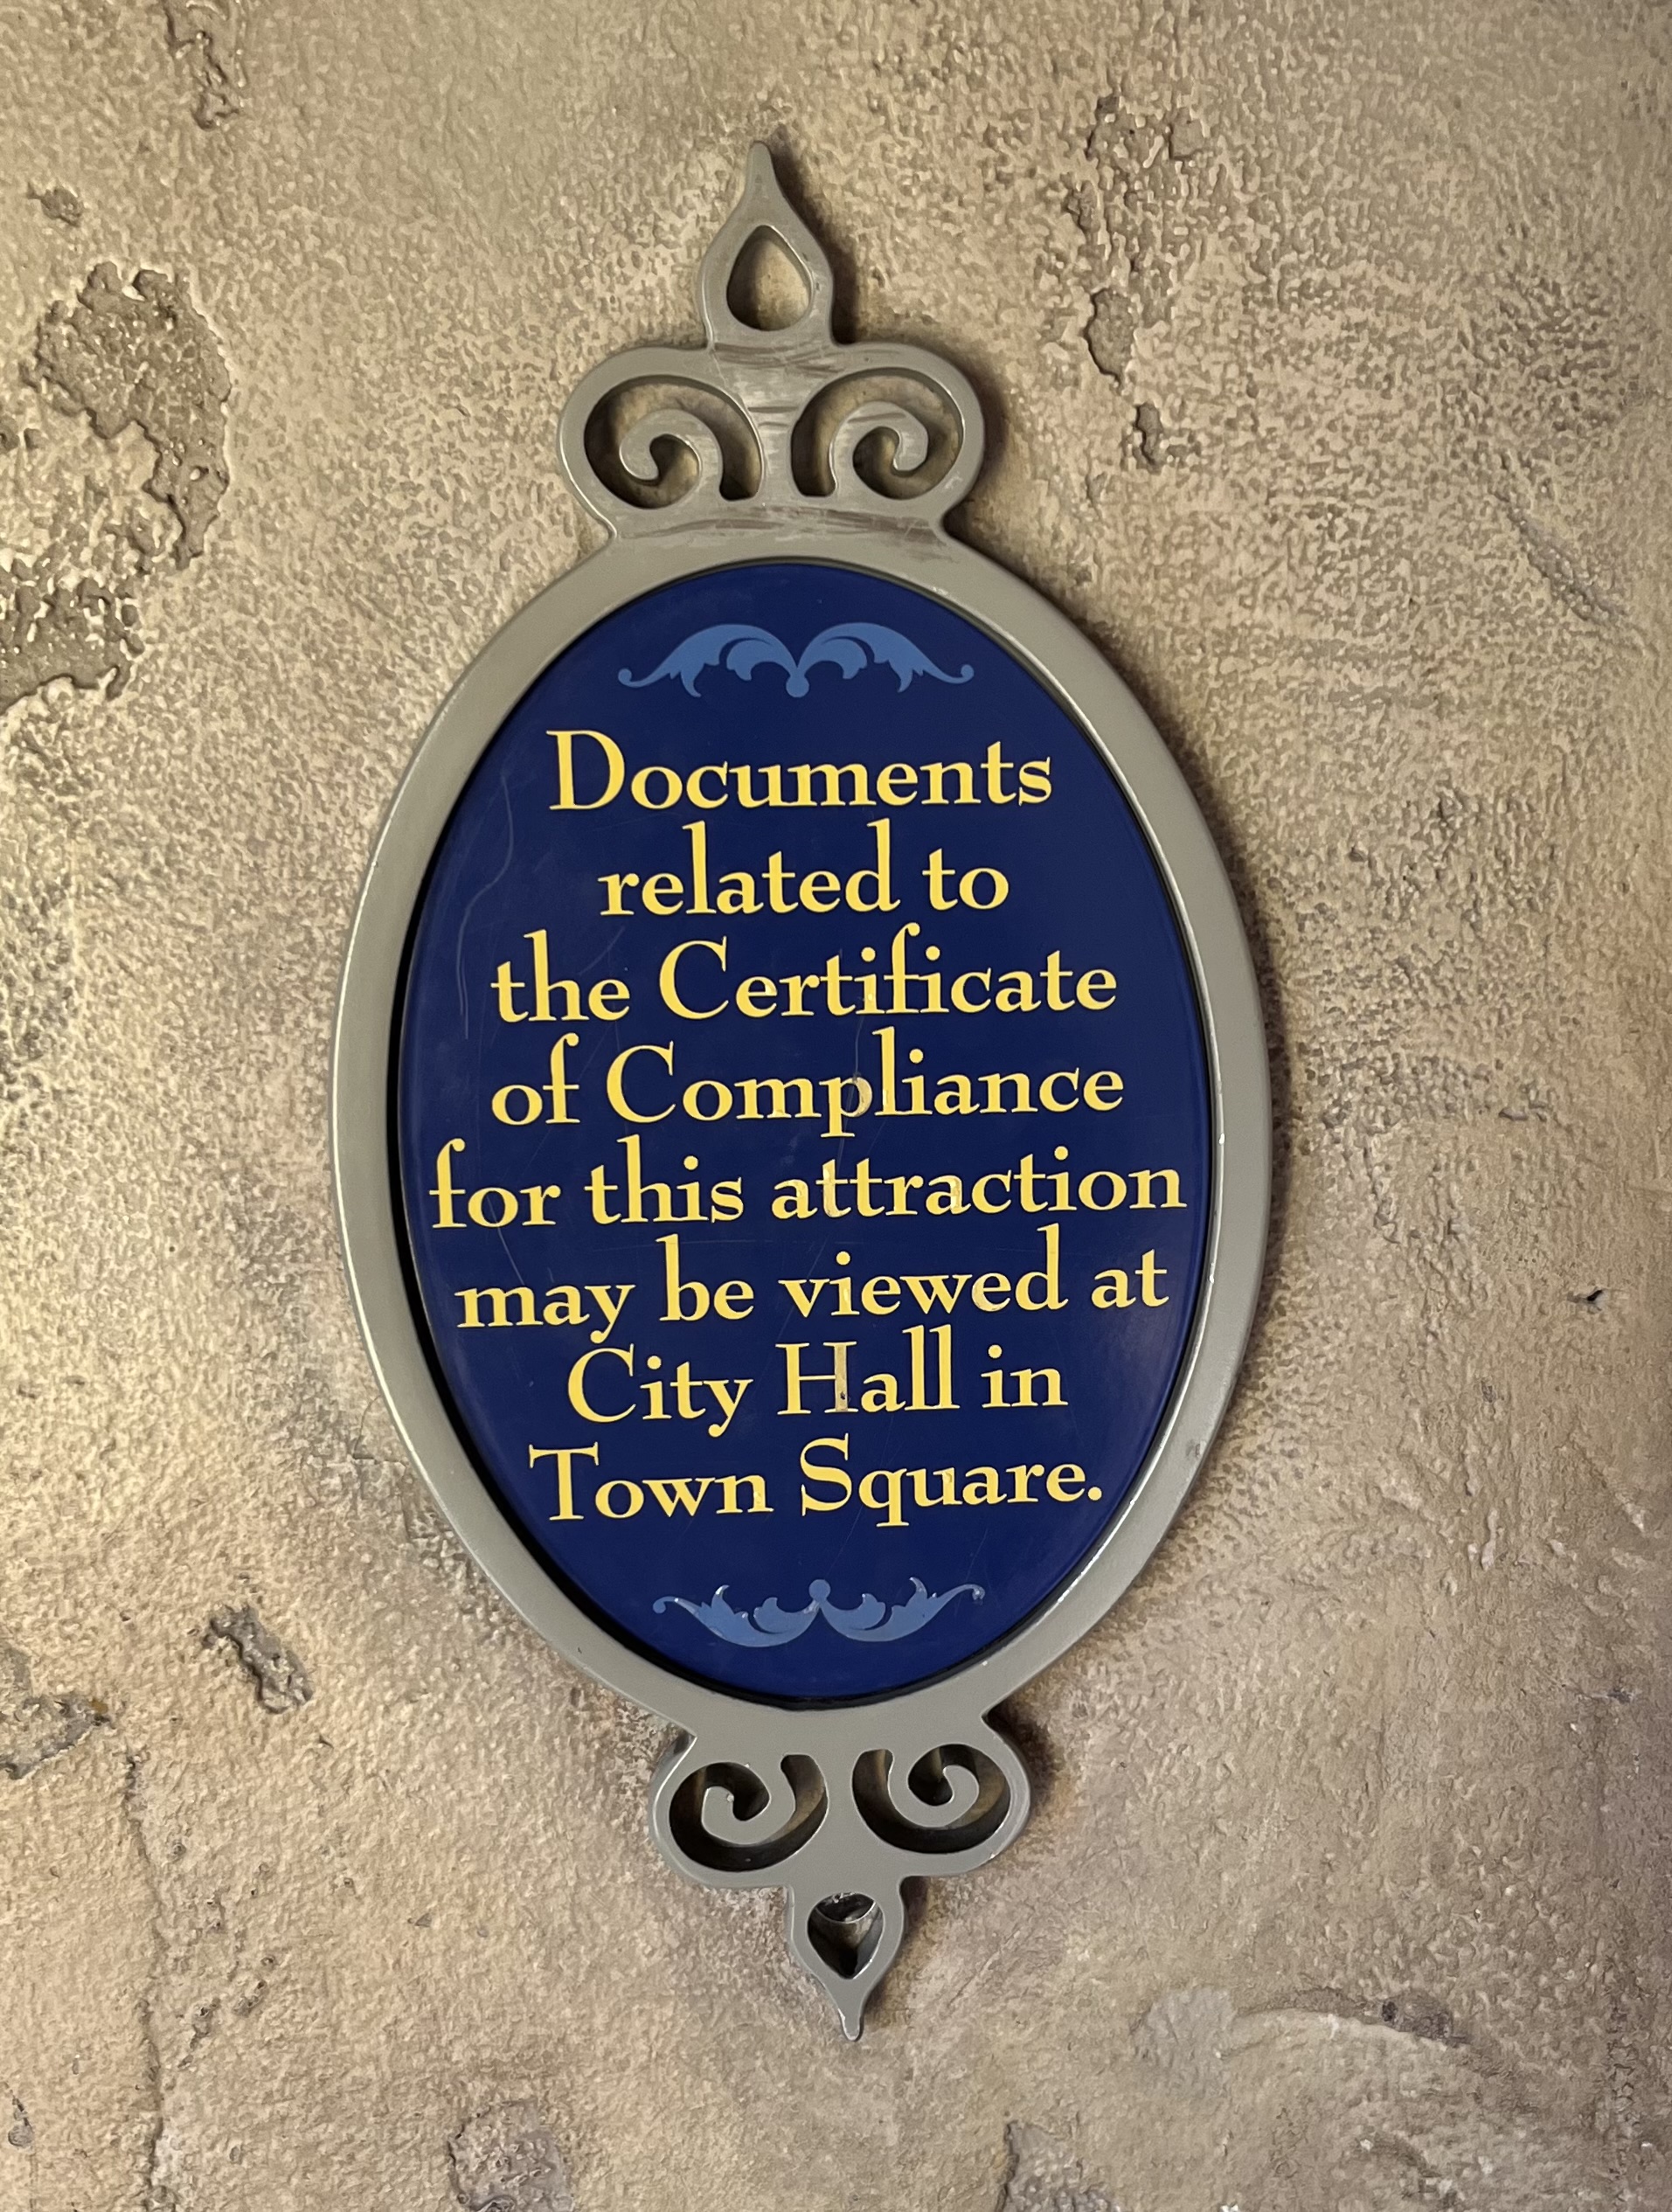 Documents
related to
the Certificate
of Compliance
for this attraction
may be viewed at
City Hall in
Town Square.